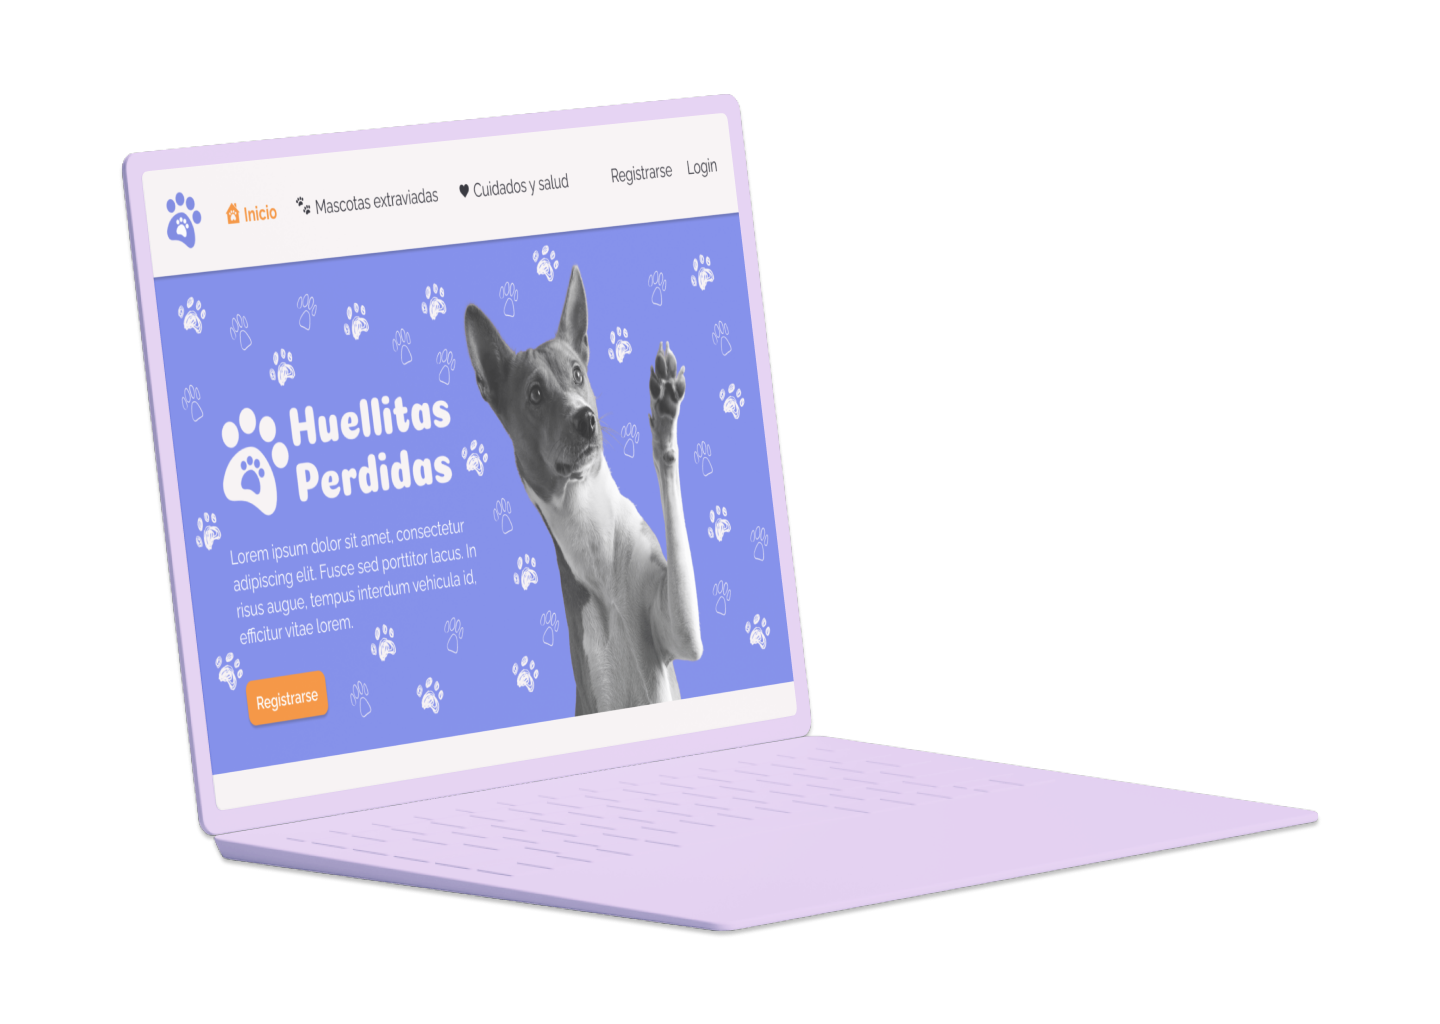 Inicio
Mascotas extraviadas
Cuidados y salud
Registrarse
Login
Huellitas
Perdidas
Lorem ipsum dolor sit amet, consectetur
adipiscing elit. Fusce sed porttitor lacus. In
risus augue, tempus interdum vehicula id,
efficitur vitae lorem.
Registrarse